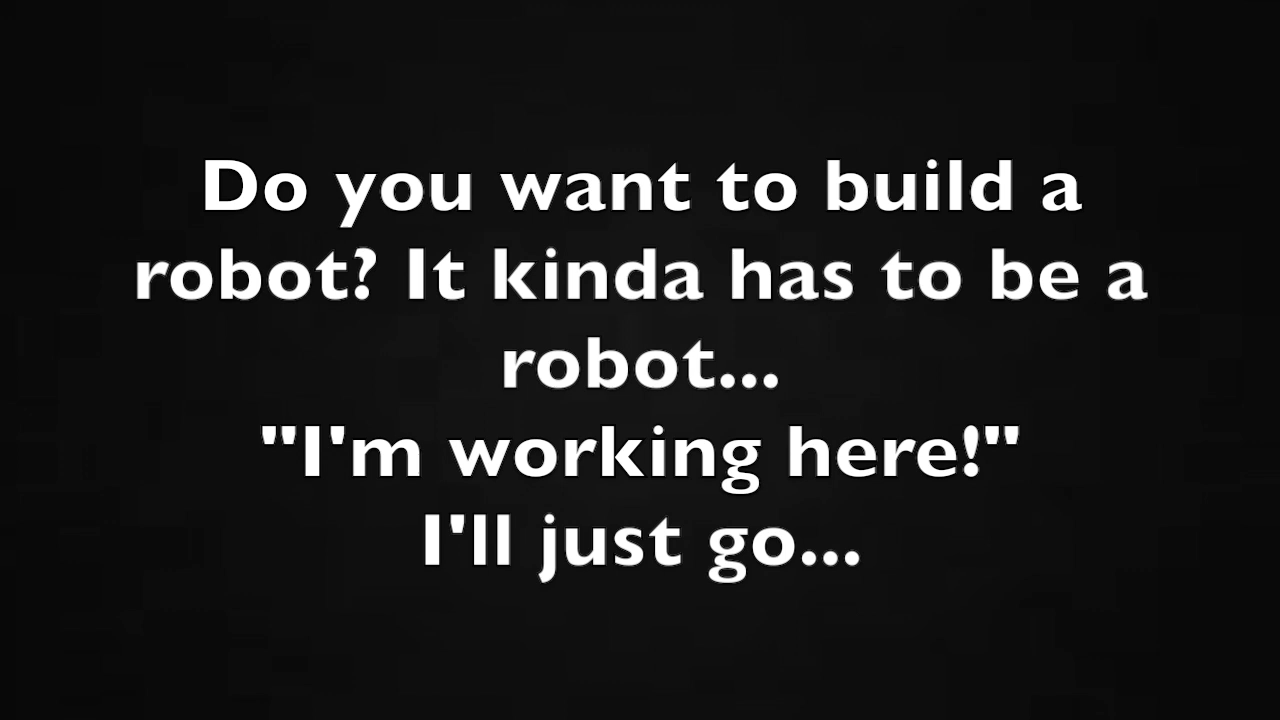 Do you want to build a
robot? It kinda has to be a
robot...
"I'm working here!"
I'll just go...